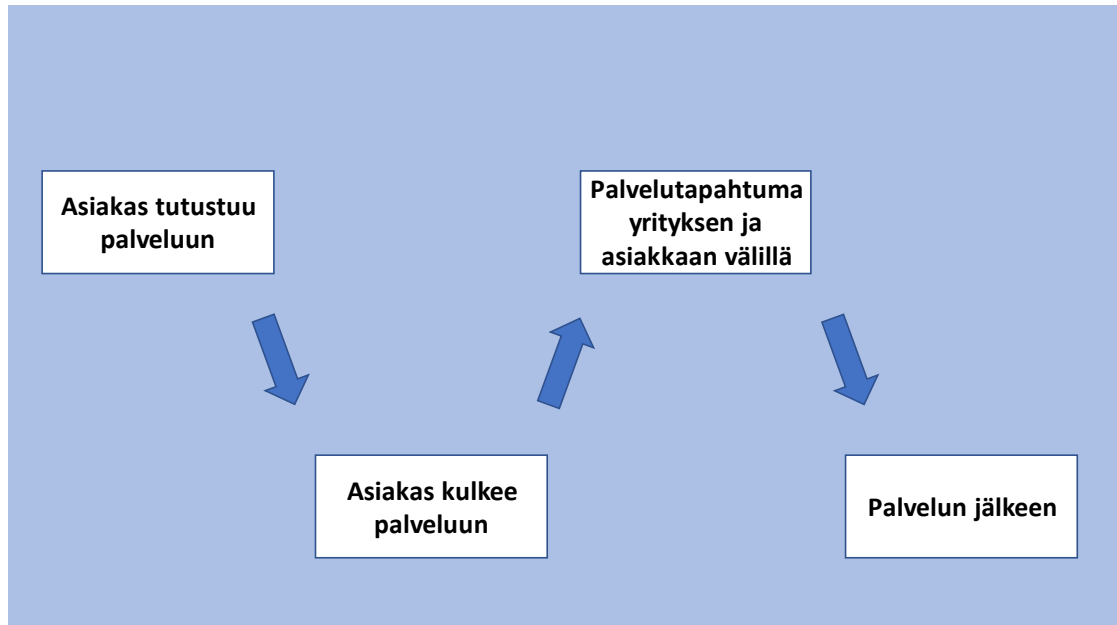 Asiakas tutustuu
palveluun
Asiakas kulkee
palveluun
Palvelutapahtuma
yrityksen ja
asiakkaan välillä
Palvelun jälkeen